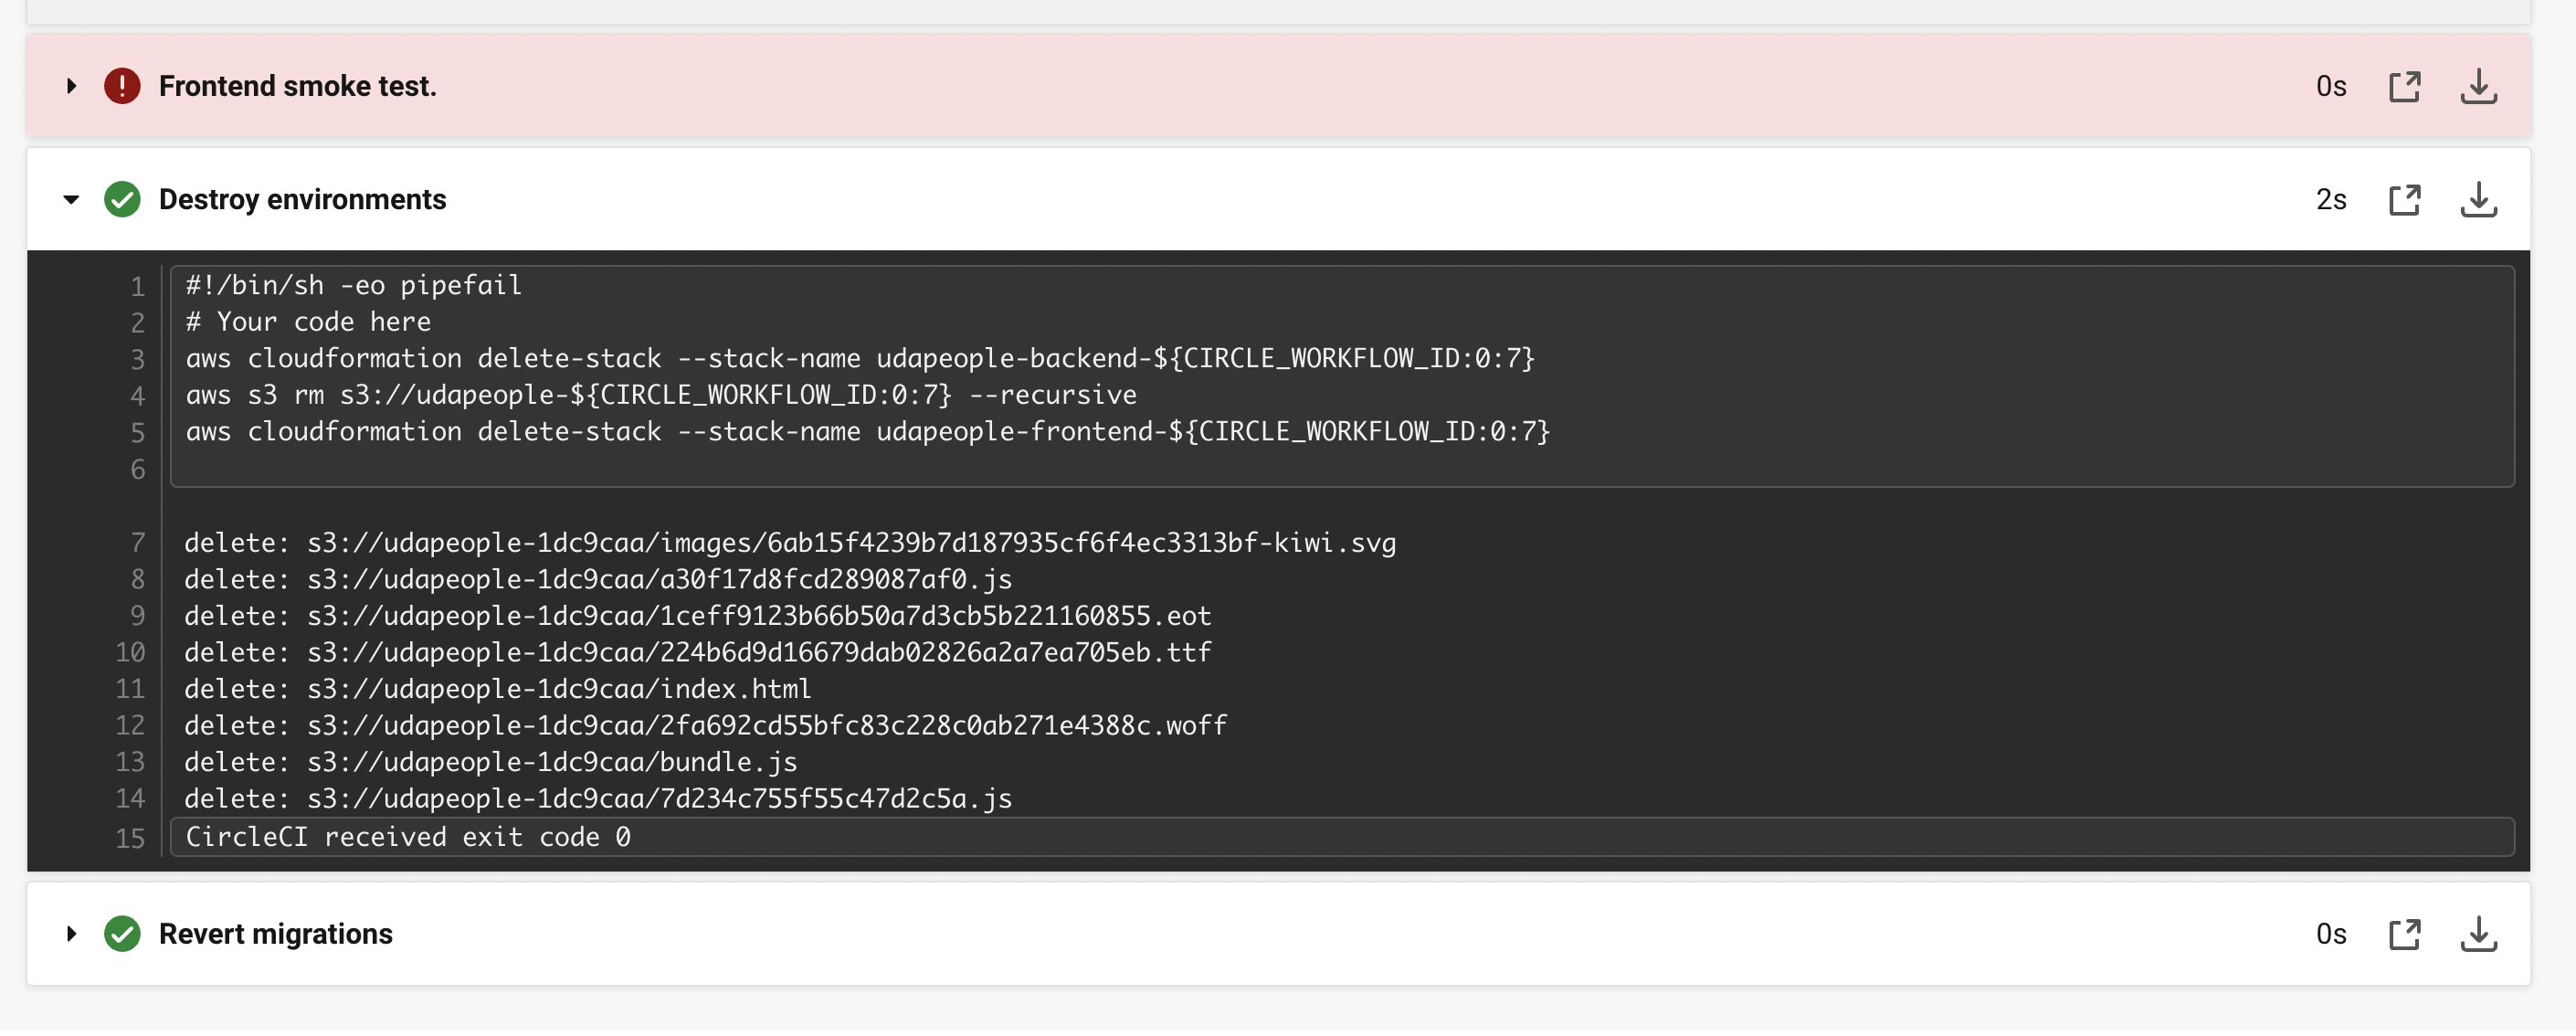 Frontend smoke test.
0s
Destroy environments
2s
1 #!/bin/sh -eo pipefail
2 # Your code here
3 aws cloudformation delete-stack --stack-name udapeople-backend-${CIRCLE_WORKFLOW_ID:0:7}
4 aws s3 rm s3://udapeople-${CIRCLE_WORKFLOW_ID:0:7} --recursive
5 aws cloudformation delete-stack --stack-name udapeople-frontend-${CIRCLE_WORKFLOW_ID:0:7}
6
7 delete: s3://udapeople-1dc9caa/images/6ab15f4239b7d187935cf6f4ec3313bf-kiwi.svg
8 delete: s3://udapeople-1dc9caa/a30f17d8fcd289087af0.js
9 delete: s3://udapeople-1dc9caa/1ceff9123b66b50a7d3cb5b221160855.eot
10 delete: s3://udapeople-1dc9caa/224b6d9d16679dab02826a2a7ea705eb.ttf
11 delete: s3://udapeople-1dc9caa/index.html
12 delete: s3://udapeople-1dc9caa/2fa692cd55bfc83c228c0ab271e4388c.woff
13 delete: s3://udapeople-1dc9caa/bundle.js
14 delete: s3://udapeople-1dc9caa/7d234c755f55c47d2c5a.js
15 CircleCI received exit code 0
Revert migrations
0s